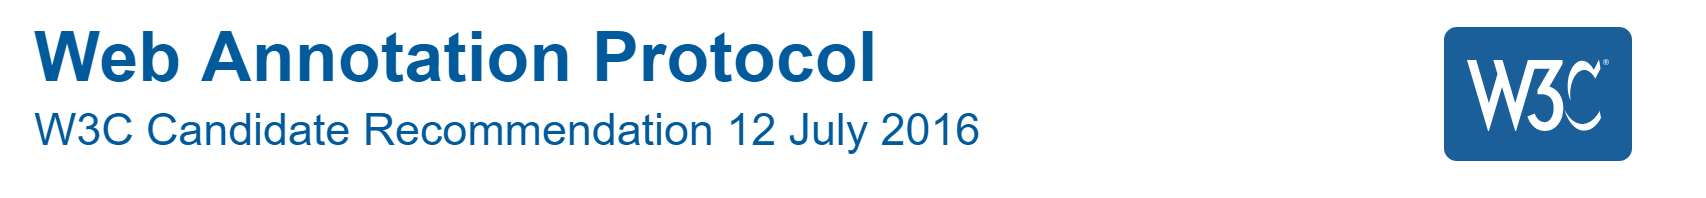 Web Annotation Protocol
W3C Candidate Recommendation 12 July 2016
W3C®